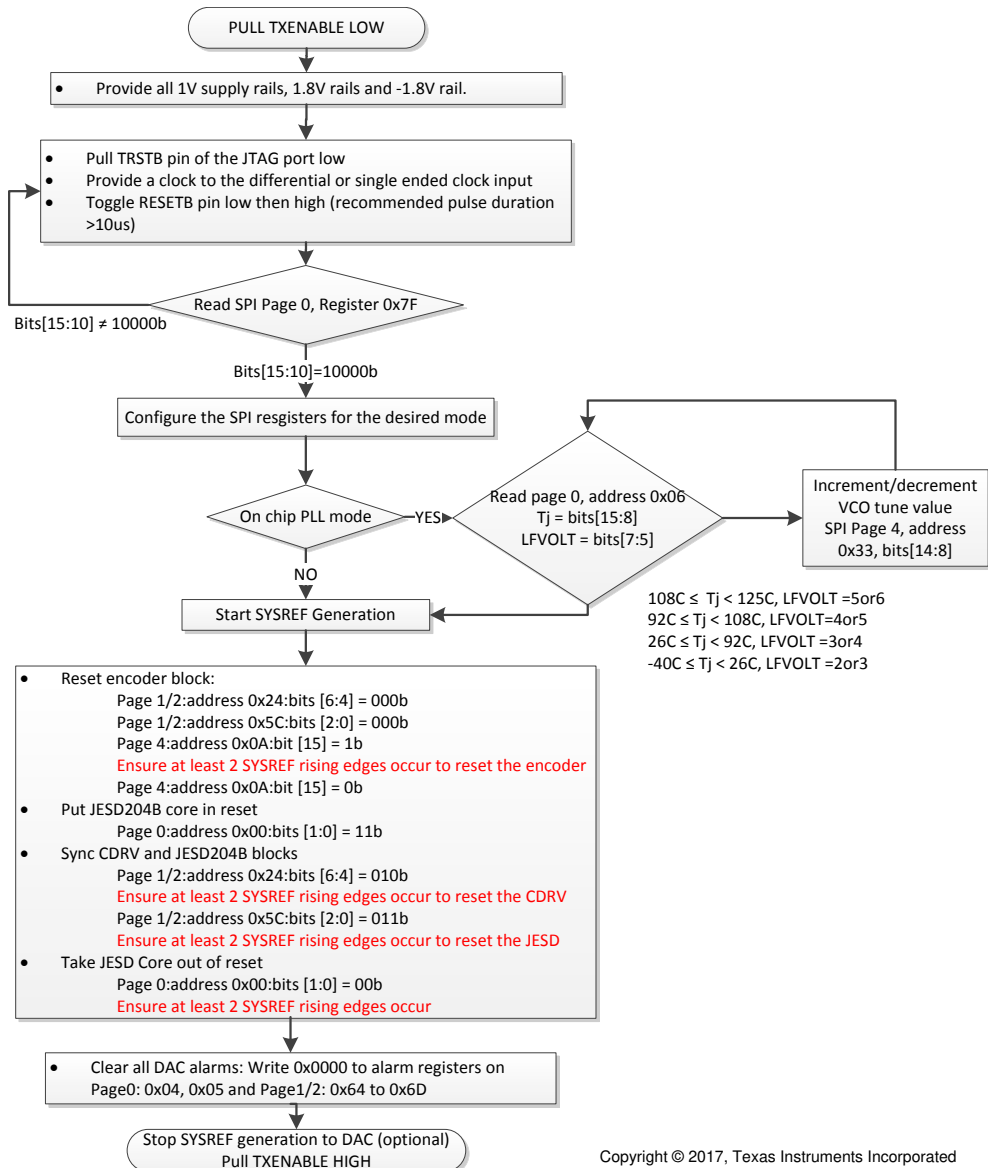 PULL TXENABLE LOW
• Provide all 1V supply rails, 1.8V rails and -1.8V rail.
• Pull TRSTB pin of the JTAG port low
• Provide a clock to the differential or single ended clock input
• Toggle RESETB pin low then high (recommended pulse duration
>10us)
Read SPI Page 0, Register 0x7F
Bits[15:10] ≠ 10000b
Bits[15:10]=10000b
Configure the SPI resgisters for the desired mode
On chip PLL mode
YES
Read page 0, address 0x06
Tj = bits[15:8]
LFVOLT = bits[7:5]
Increment/decrement
VCO tune value
SPI Page 4, address
0x33, bits[14:8]
108C ≤ Tj < 125C, LFVOLT =5or6
92C ≤ Tj < 108C, LFVOLT=4or5
26C ≤ Tj < 92C, LFVOLT =3or4
-40C ≤ Tj < 26C, LFVOLT =2or3
NO
Start SYSREF Generation
• Reset encoder block:
Page 1/2:address 0x24:bits [6:4] = 000b
Page 1/2:address 0x5C:bits [2:0] = 000b
Page 4:address 0x0A:bit [15] = 1b
Ensure at least 2 SYSREF rising edges occur to reset the encoder
Page 4:address 0x0A:bit [15] = 0b
• Put JESD204B core in reset
Page 0:address 0x00:bits [1:0] = 11b
• Sync CDRV and JESD204B blocks
Page 1/2:address 0x24:bits [6:4] = 010b
Ensure at least 2 SYSREF rising edges occur to reset the CDRV
Page 1/2:address 0x5C:bits [2:0] = 011b
Ensure at least 2 SYSREF rising edges occur to reset the JESD
• Take JESD Core out of reset
Page 0:address 0x00:bits [1:0] = 00b
Ensure at least 2 SYSREF rising edges occur
• Clear all DAC alarms: Write 0x0000 to alarm registers on
Page0: 0x04, 0x05 and Page1/2: 0x64 to 0x6D
Stop SYSREF generation to DAC (optional)
Pull TXENABLE HIGH
Copyright © 2017, Texas Instruments Incorporated